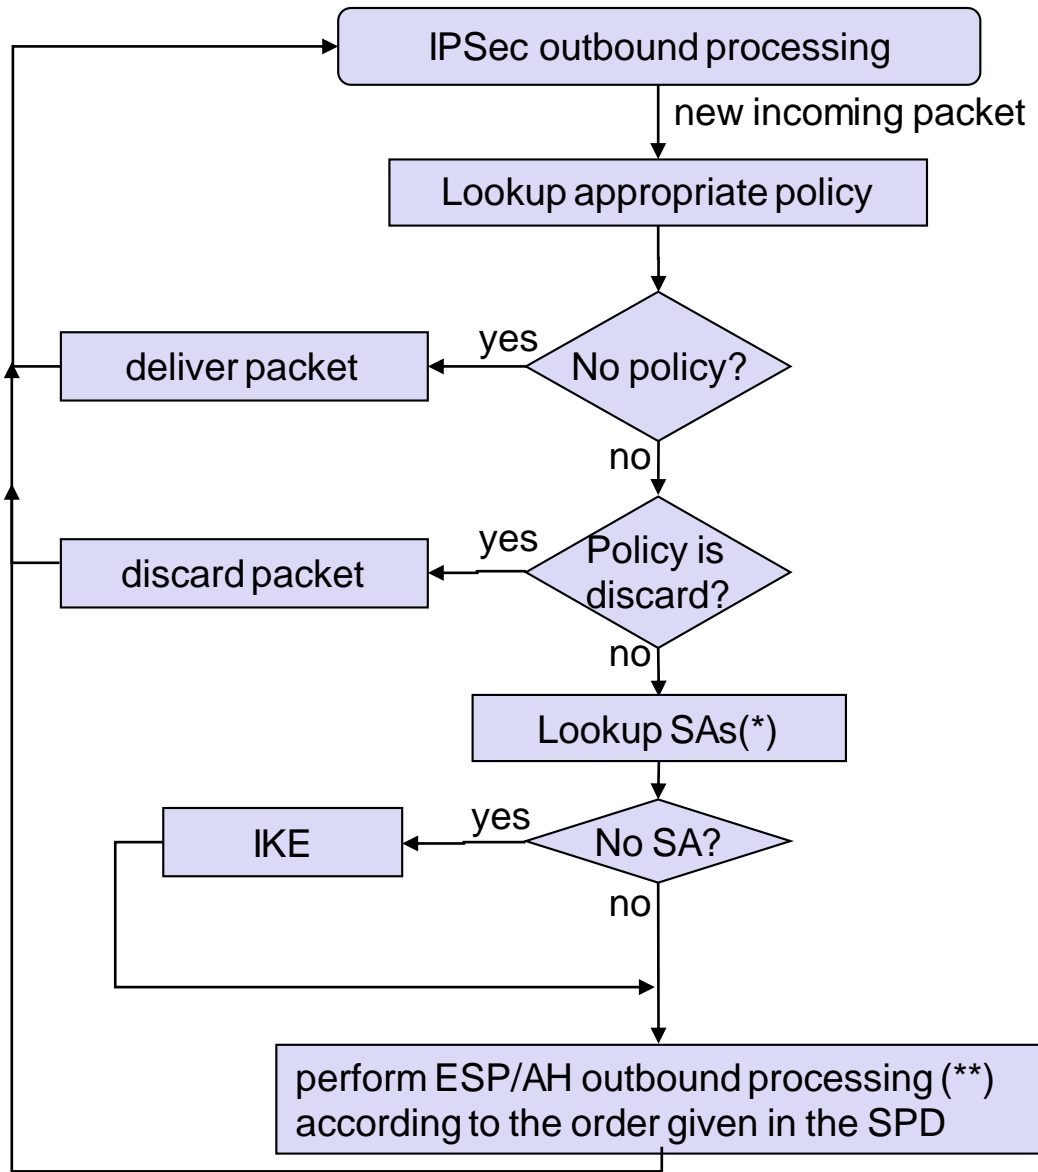 IPSec outbound processing
new incoming packet
Lookup appropriate policy
yes
deliver packet
No policy?
no
yes
Policy is
discard packet
discard?
no
Lookup SAs(*)
yes
IKE
No SA?
no
perform ESP/AH outbound processing (**)
according to the order given in the SPD